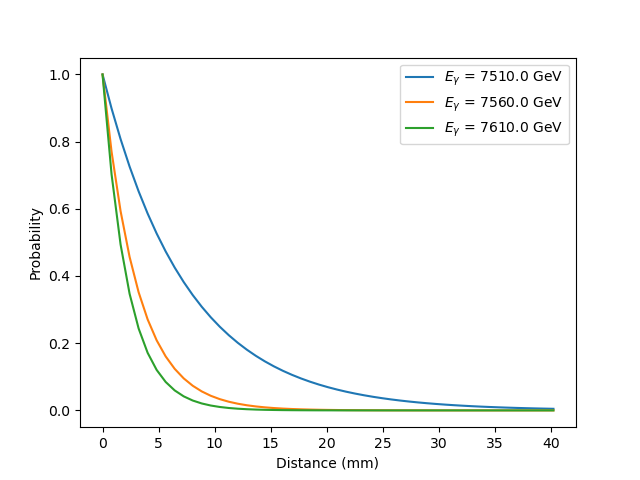 1.0
0.8
0.6
0.4
0.2
0.0
Probability
0 5 10 15 20 25 30 35 40
Distance (mm)
Eγ = 7510.0 GeV
Eγ = 7560.0 GeV
Eγ = 7610.0 GeV